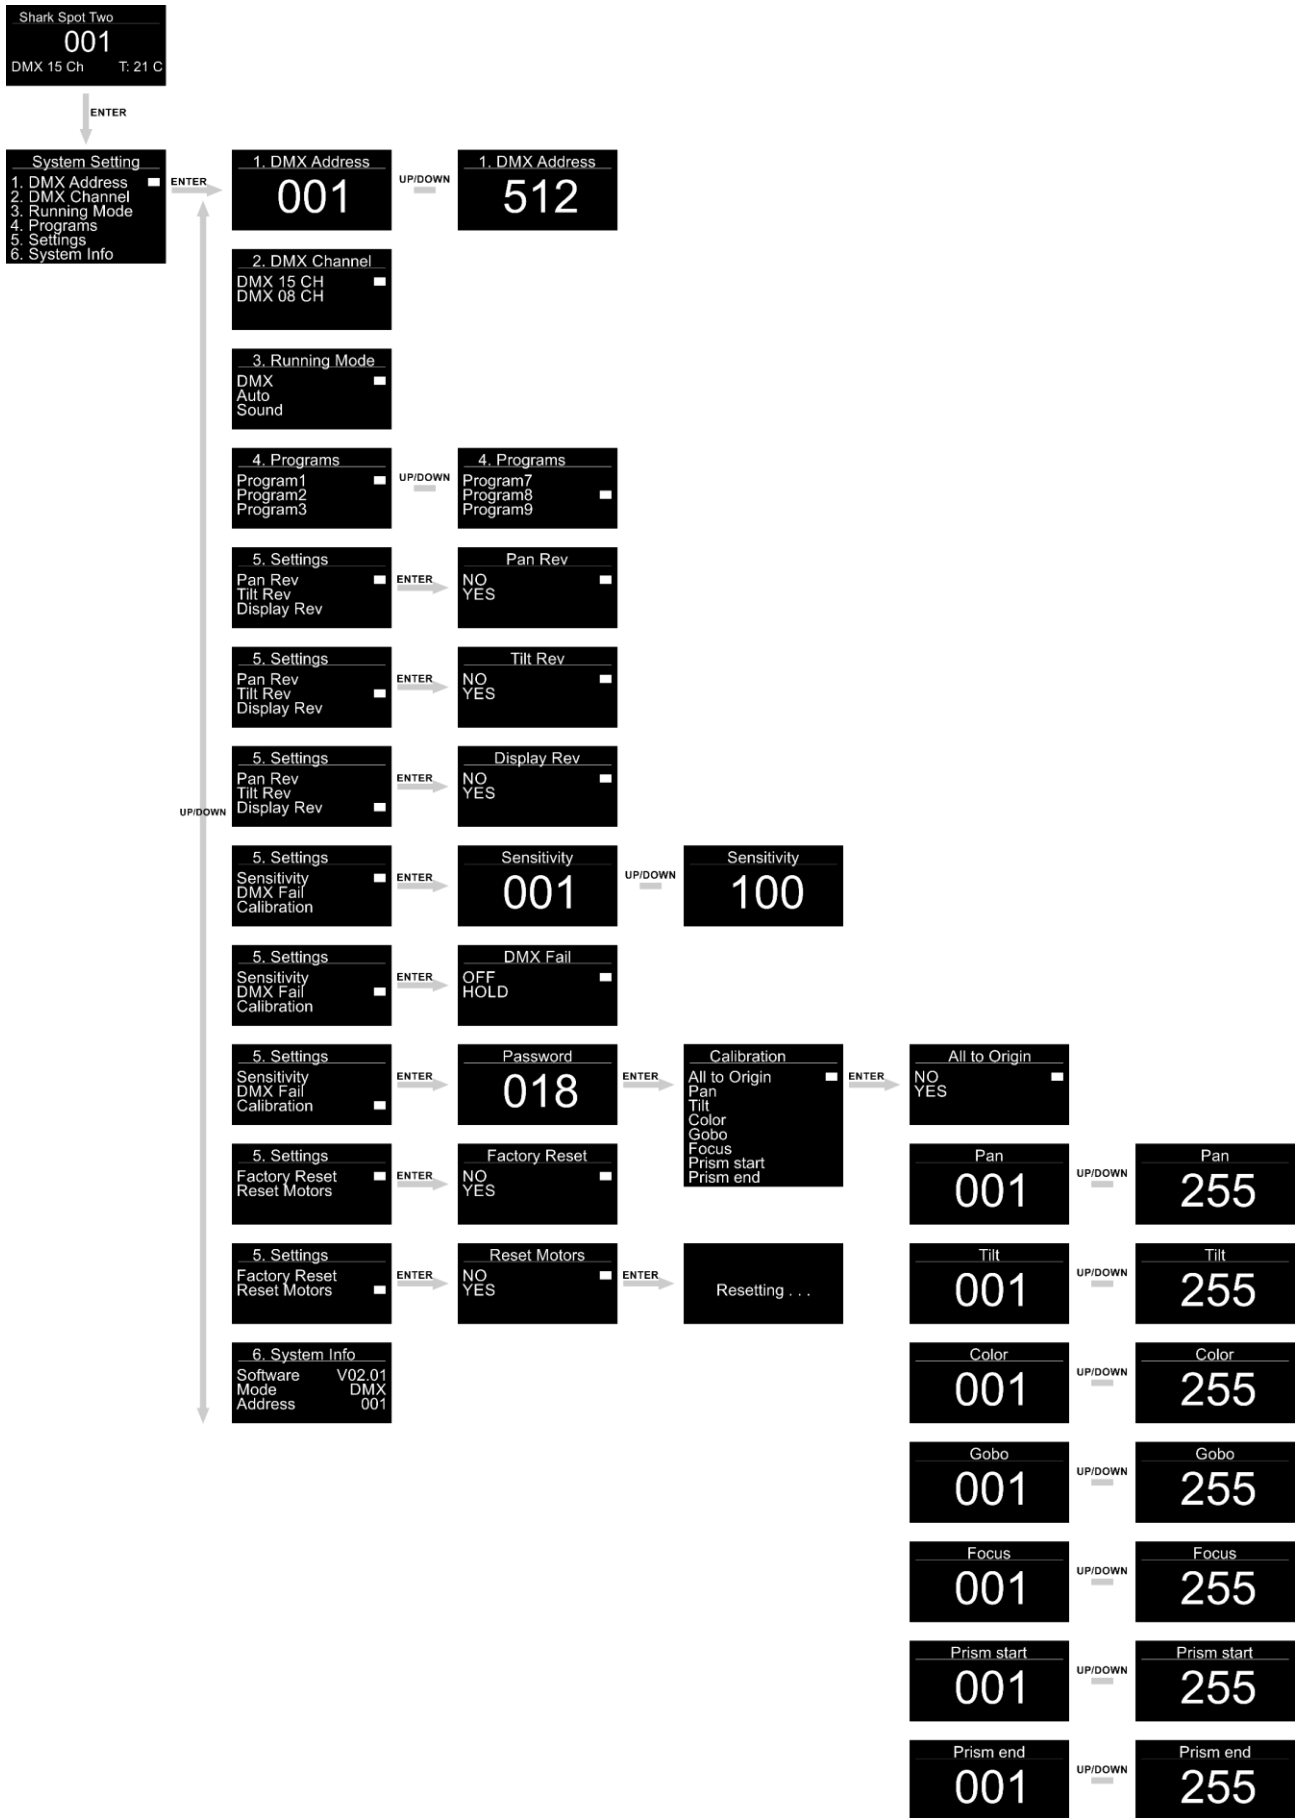 Shark Spot Two
001
DMX 15 Ch T: 21 C
ENTER
System Setting
1. DMX Address
2. DMX Channel
3. Running Mode
4. Programs
5. Settings
6. System Info
ENTER
1. DMX Address
001
UP/DOWN
1. DMX Address
512
2. DMX Channel
DMX 15 CH
DMX 08 CH
3. Running Mode
DMX
Auto
Sound
4. Programs
Program1
Program2
Program3
UP/DOWN
4. Programs
Program7
Program8
Program9
5. Settings
Pan Rev
Tilt Rev
Display Rev
ENTER
Pan Rev
NO
YES
5. Settings
Pan Rev
Tilt Rev
Display Rev
ENTER
Tilt Rev
NO
YES
UP/DOWN
5. Settings
Pan Rev
Tilt Rev
Display Rev
ENTER
Display Rev
NO
YES
5. Settings
Sensitivity
DMX Fail
Calibration
ENTER
Sensitivity
001
UP/DOWN
Sensitivity
100
5. Settings
Sensitivity
DMX Fail
Calibration
ENTER
DMX Fail
OFF
HOLD
5. Settings
Sensitivity
DMX Fail
Calibration
ENTER
Password
018
ENTER
Calibration
All to Origin
Pan
Tilt
Color
Gobo
Focus
Prism start
Prism end
ENTER
All to Origin
NO
YES
5. Settings
Factory Reset
Reset Motors
ENTER
Factory Reset
NO
YES
Pan
001
UP/DOWN
Pan
255
5. Settings
Factory Reset
Reset Motors
ENTER
Reset Motors
NO
YES
ENTER
Resetting . . .
Tilt
001
UP/DOWN
Tilt
255
6. System Info
Software V02.01
Mode DMX
Address 001
Color
001
UP/DOWN
Color
255
Gobo
001
UP/DOWN
Gobo
255
Focus
001
UP/DOWN
Focus
255
Prism start
001
UP/DOWN
Prism start
255
Prism end
001
UP/DOWN
Prism end
255